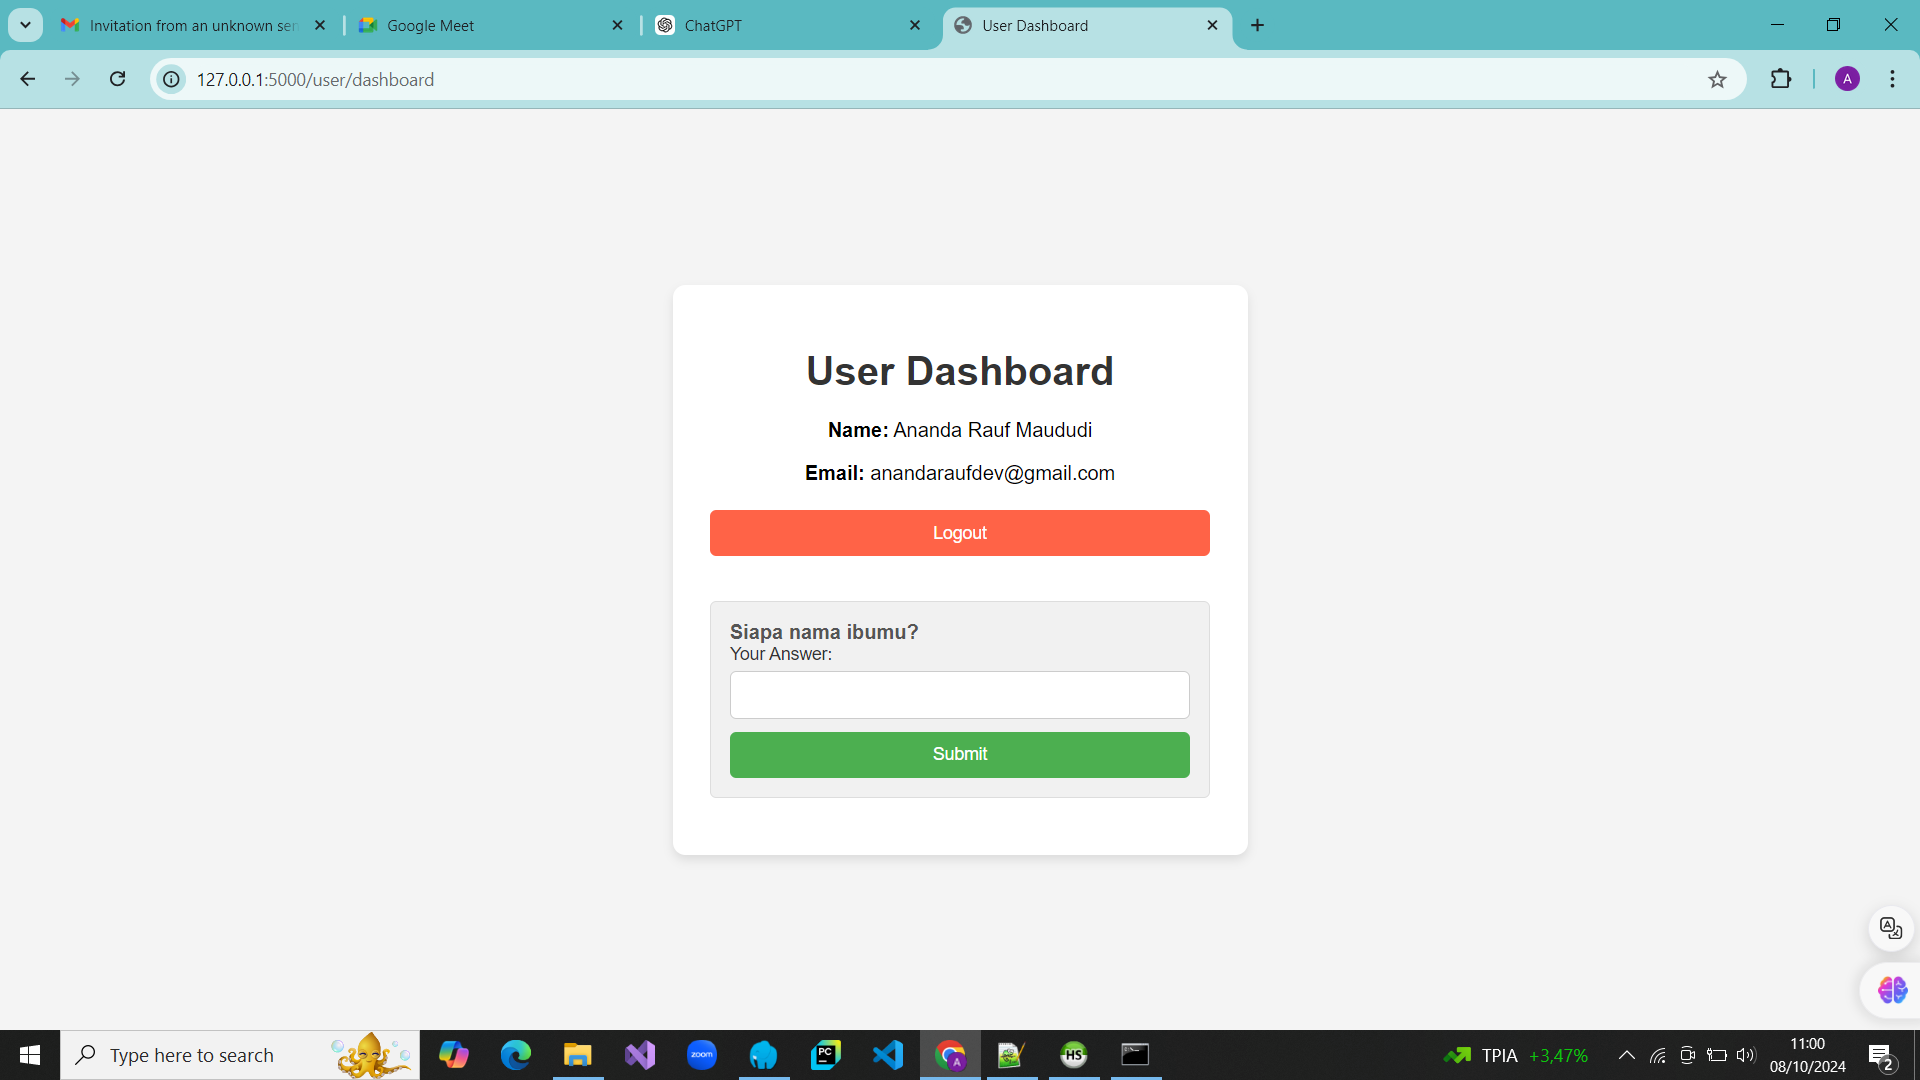 Invitation from an unknown sen
Google Meet
ChatGPT
User Dashboard
127.0.0.1:5000/user/dashboard
A
User Dashboard
Name: Ananda Rauf Maududi
Email: anandaraufdev@gmail.com
Logout
Siapa nama ibumu?
Your Answer:
Submit
Type here to search
zoom
PC
A
HS
TPIA +3,47%
11:00
08/10/2024
2